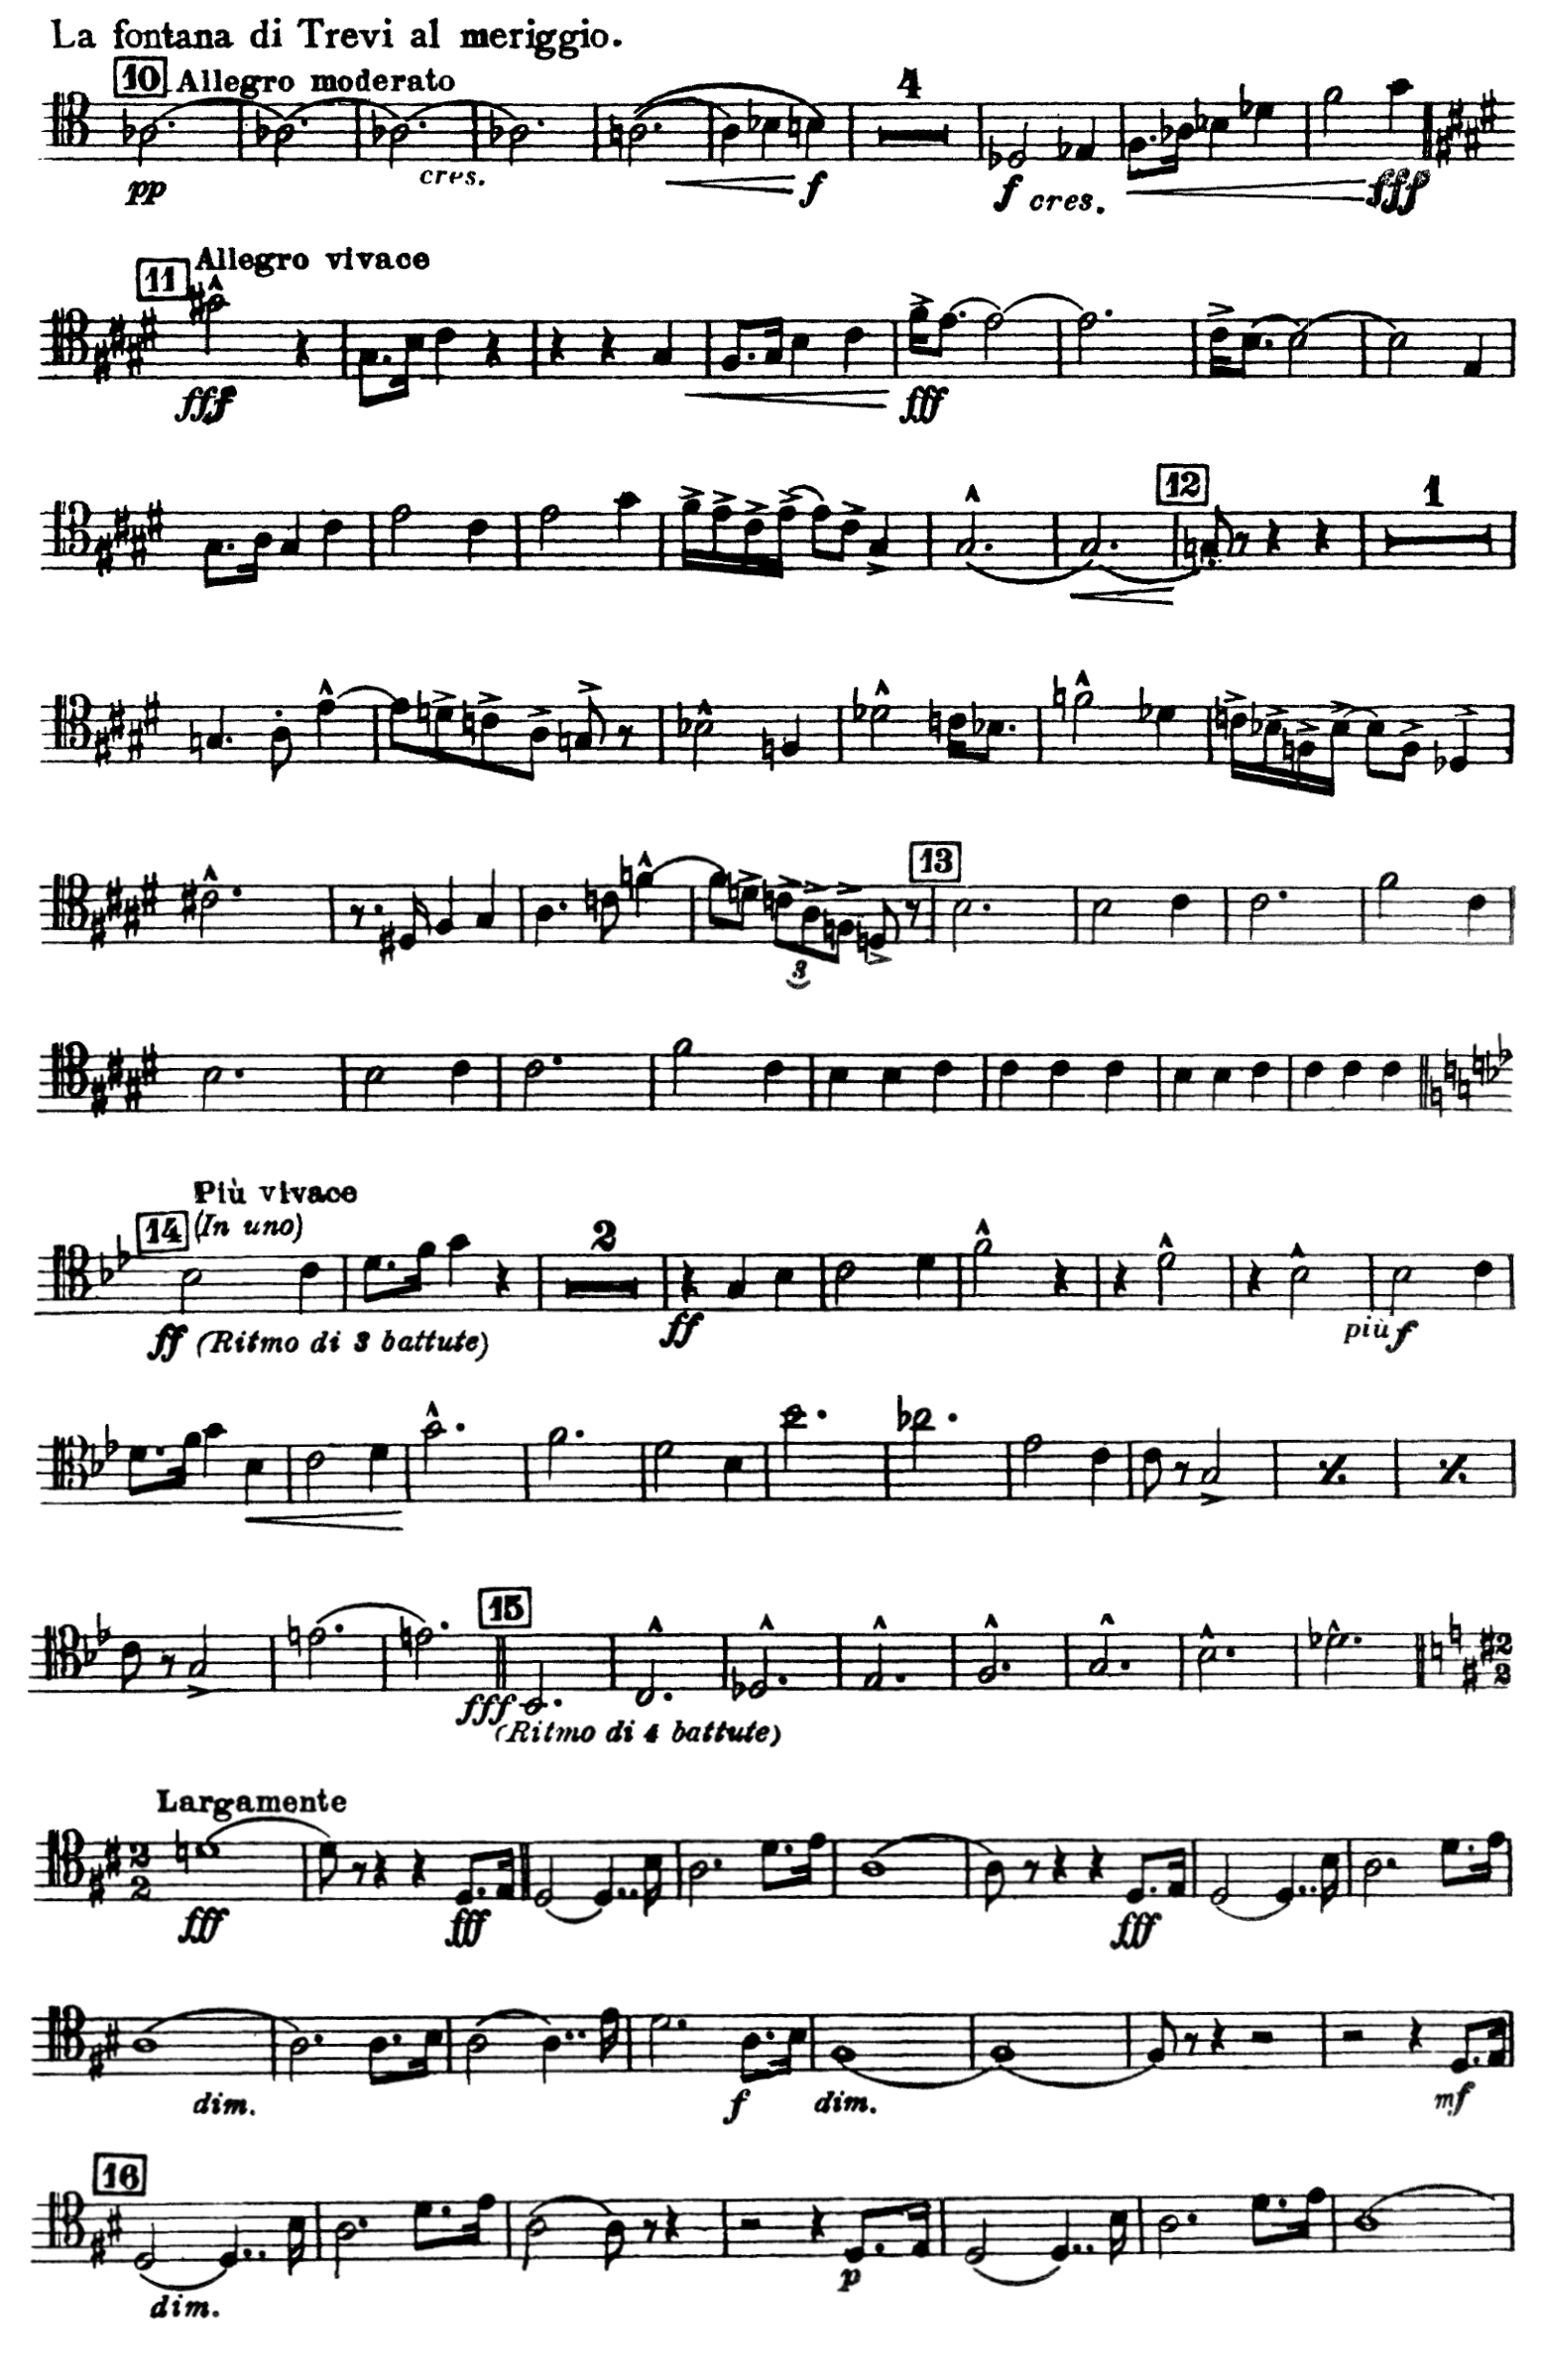 La fontana di Trevi al meriggio.
10 Allegro moderato
4
pp
cres.
f
f cres.
fff
11 Allegro vivace
fff
fff
12
1
13
3
14 Più vivace
(In uno)
2
ff (Ritmo di 3 battute)
ff
più f
15
fff
(Ritmo di 4 battute)
2
2
Largamente
2
2
fff
fff
fff
dim.
f
dim.
mf
16
p
dim.